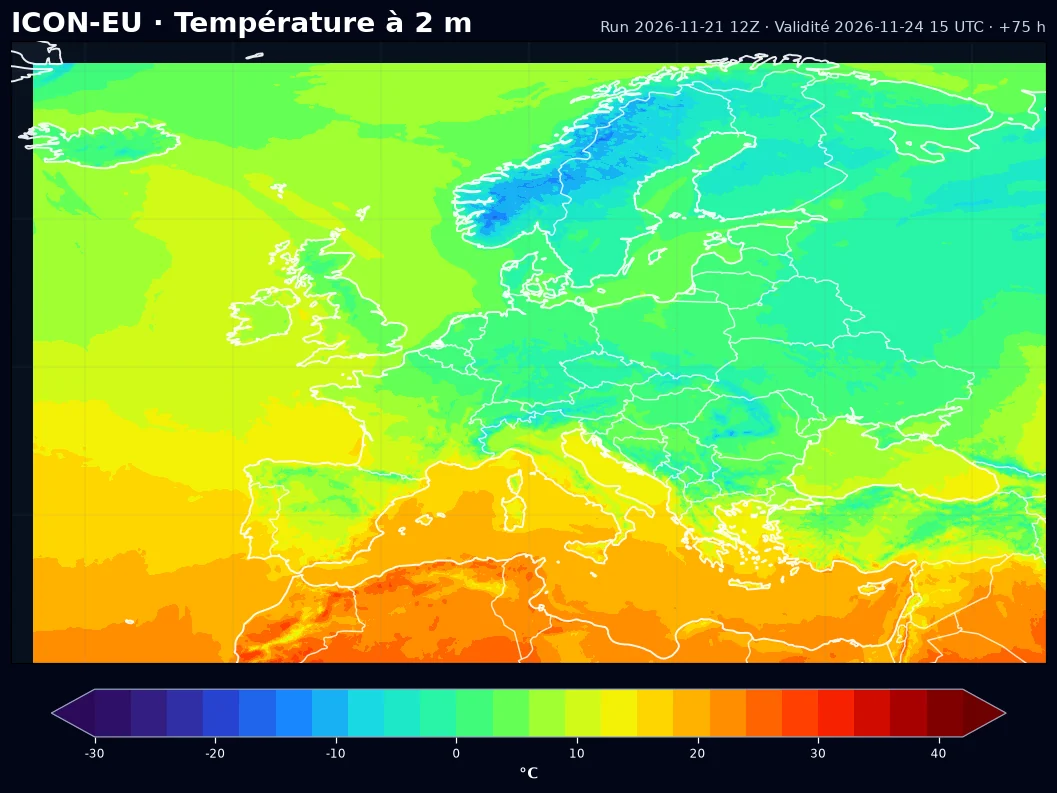 ICON-EU · Température à 2 m
Run 2026-11-21 12Z · Validité 2026-11-24 15 UTC · +75 h
-30 -20 -10 0 10 20 30 40
°C